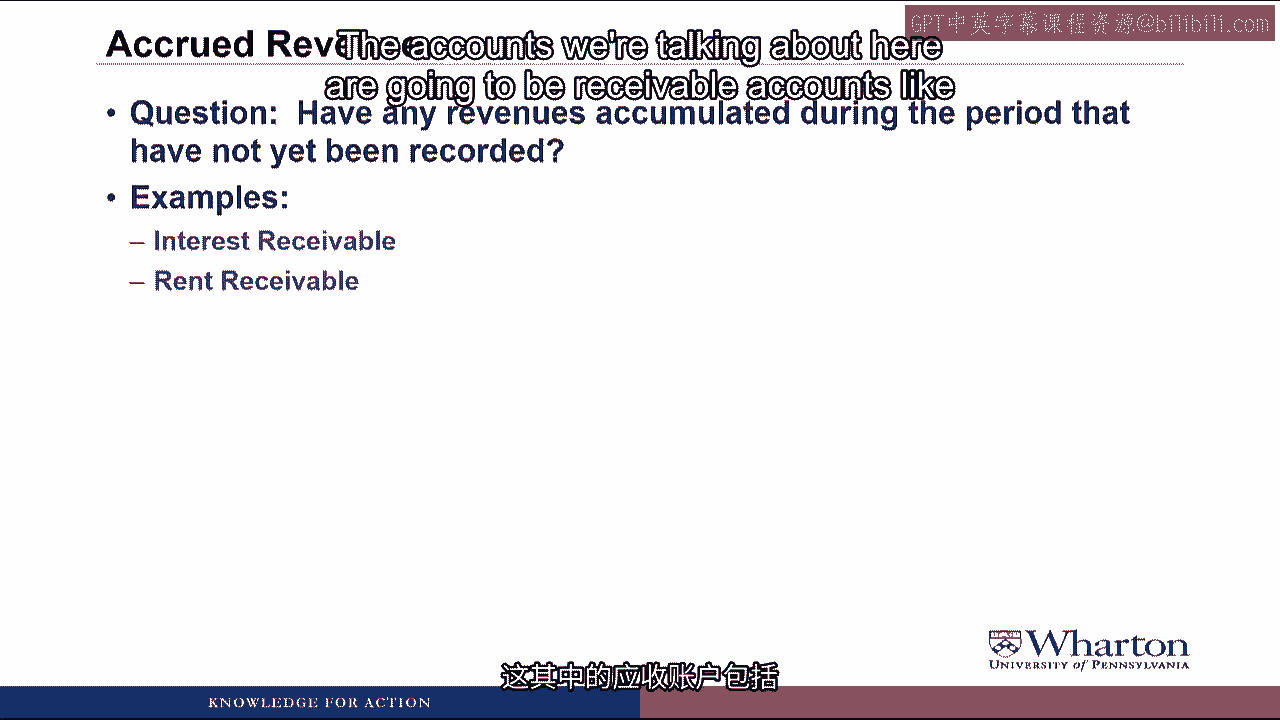 GPT中英字幕课程资源@bilibili.com
Accrued Reve
The accounts we're talking about here
are going to be receivable accounts like
• Question: Have any revenues accumulated during the period that
have not yet been recorded?
• Examples:
– Interest Receivable
– Rent Receivable
Wharton
UNIVERSITY of PENNSYLVANIA
这其中的应收账户包括
KNOWLEDGE FOR ACTION